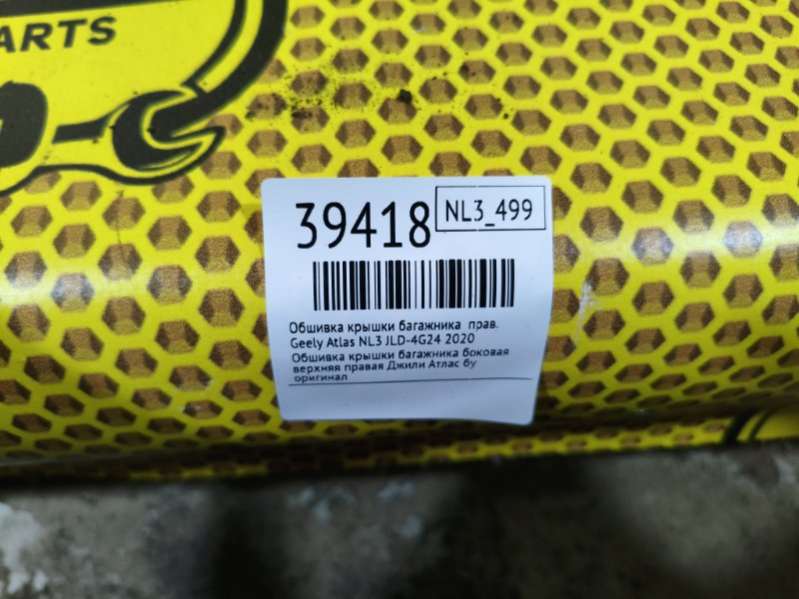 ARTS
39418
NL3_499
Обшивка крышки багажника прав.
Geely Atlas NL3 JLD-4G24 2020
Обшивка крышки багажника боковая
верхняя правая Джили Атлас бу
оригинал